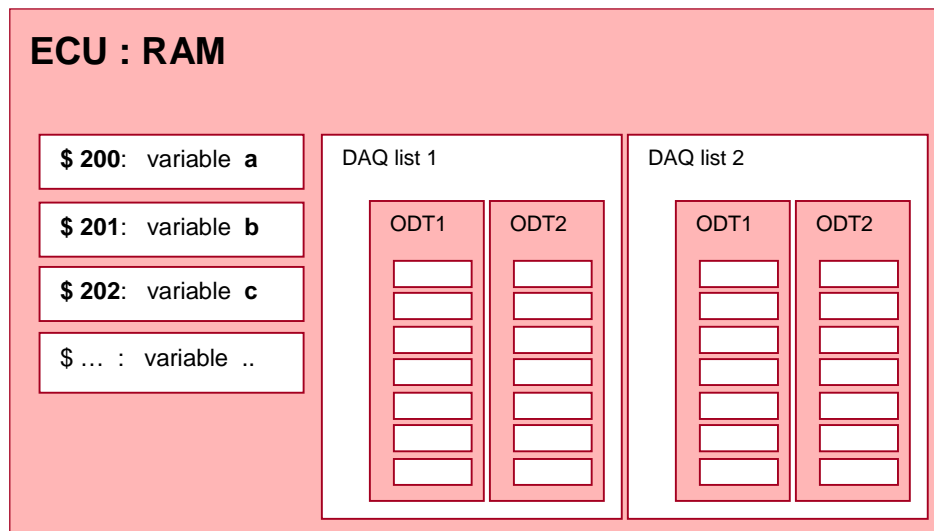 ECU : RAM
$ 200: variable a
$ 201: variable b
$ 202: variable c
$ … : variable ..
DAQ list 1
ODT1 ODT2
DAQ list 2
ODT1 ODT2